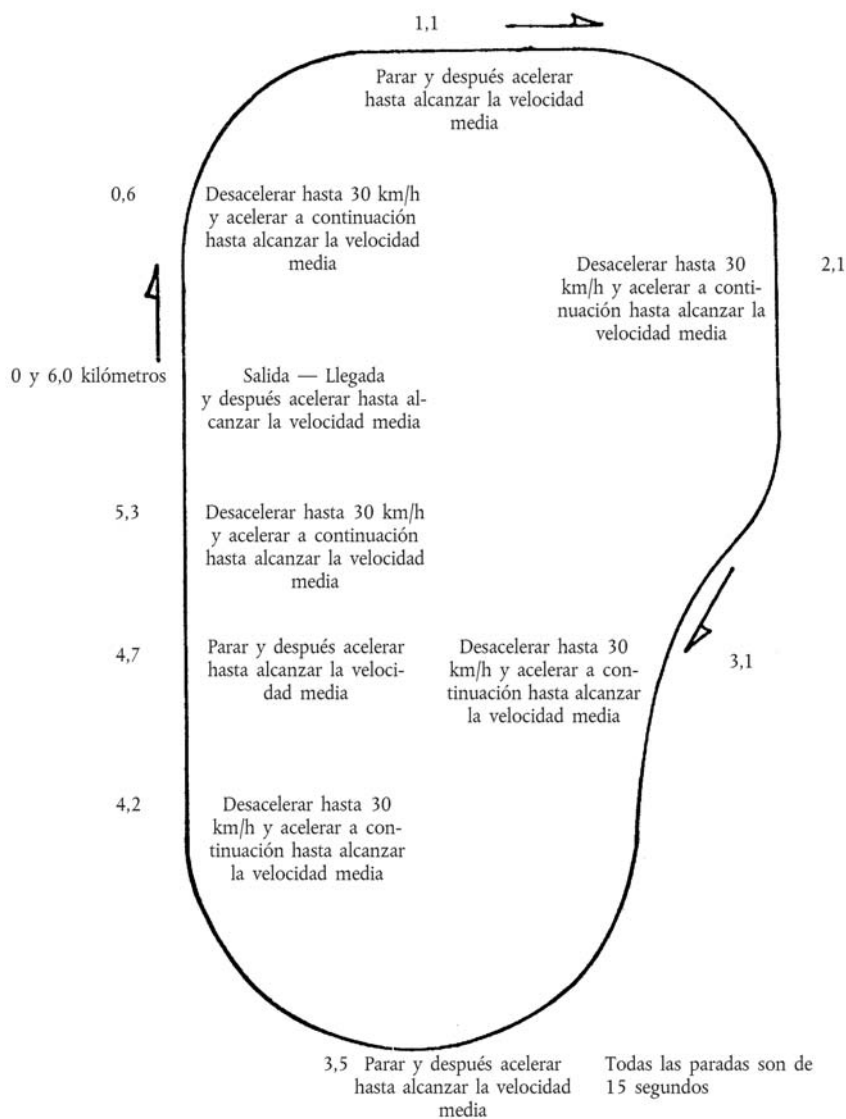 1,1
Parar y después acelerar
hasta alcanzar la velocidad
media
0,6
Desacelerar hasta 30 km/h
y acelerar a continuación
hasta alcanzar la velocidad
media
Desacelerar hasta 30
km/h y acelerar a conti-
nuación hasta alcanzar la
velocidad media
2,1
0 y 6,0 kilómetros
Salida — Llegada
y después acelerar hasta al-
canzar la velocidad media
5,3
Desacelerar hasta 30 km/h
y acelerar a continuación
hasta alcanzar la velocidad
media
4,7
Parar y después acelerar
hasta alcanzar la veloci-
dad media
Desacelerar hasta 30
km/h y acelerar a con-
tinuación hasta alcanzar
la velocidad media
3,1
4,2
Desacelerar hasta 30
km/h y acelerar a con-
tinuación hasta alcanzar
la velocidad media
3,5 Parar y después acelerar
hasta alcanzar la velocidad
media
Todas las paradas son de
15 segundos